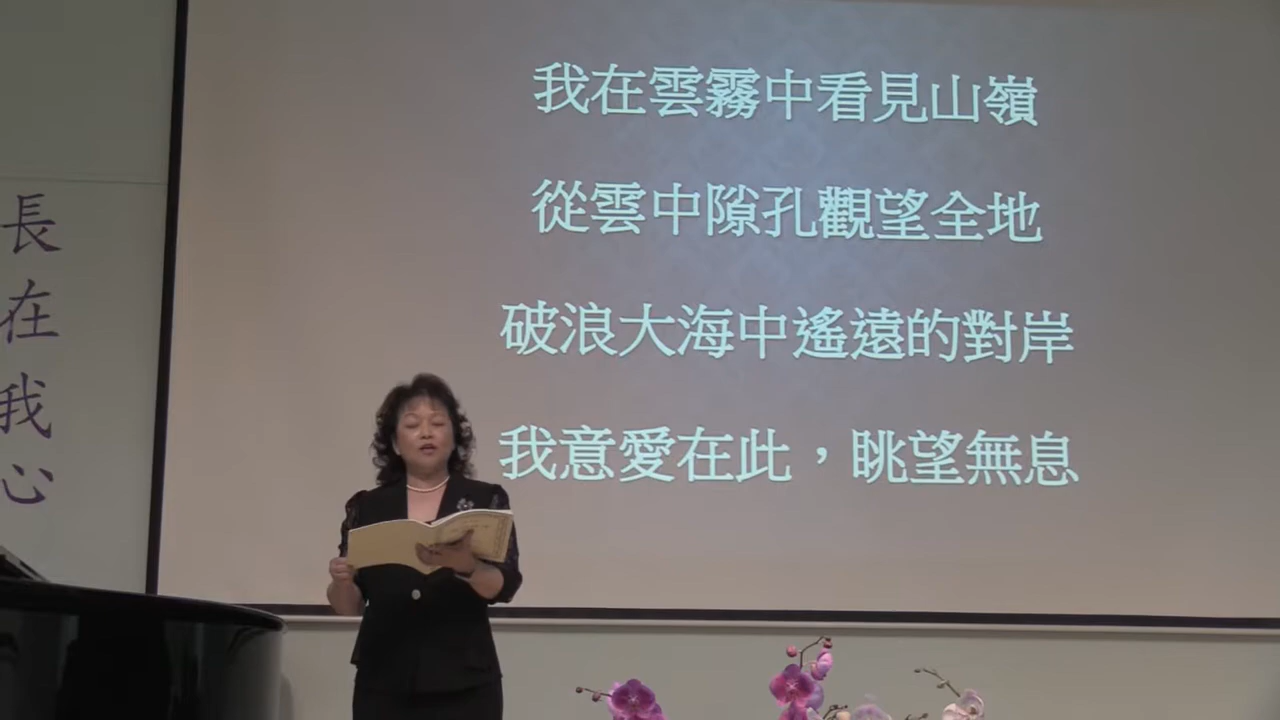 我在雲霧中看見山嶺
從雲中隙孔觀望全地
破浪大海中遙遠的對岸
我意愛在此，眺望無息
長在我心